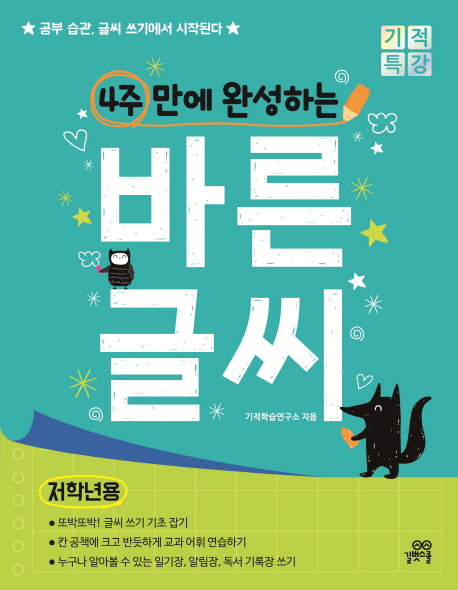 ★ 공부 습관, 글씨 쓰기에서 시작된다 ★
기적
특강
4주 만에 완성하는
바른
글씨
기적학습연구소 지음
저학년용
● 또박또박! 글씨 쓰기 기초 잡기
● 칸 공책에 크고 반듯하게 교과 어휘 연습하기
● 누구나 알아볼 수 있는 일기장, 알림장, 독서 기록장 쓰기
길벗스쿨